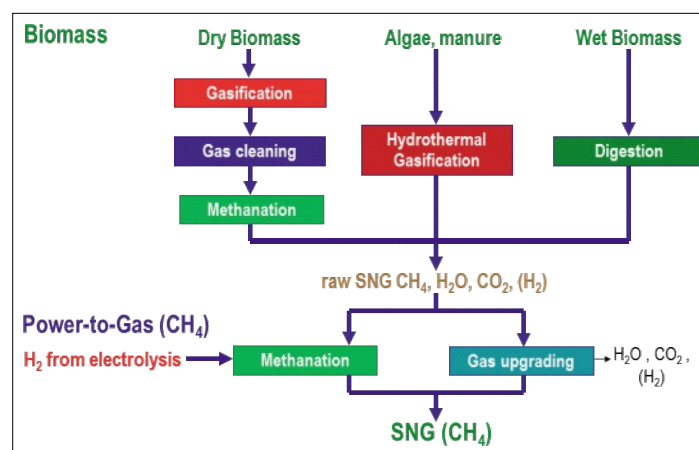 Biomass
Dry Biomass
Algae, manure
Wet Biomass
Gasification
Gas cleaning
Hydrothermal
Gasification
Digestion
Methanation
raw SNG CH₄, H₂O, CO₂, (H₂)
Power-to-Gas (CH₄)
H₂ from electrolysis
Methanation
Gas upgrading
H₂O , CO₂ ,
(H₂)
SNG (CH₄)